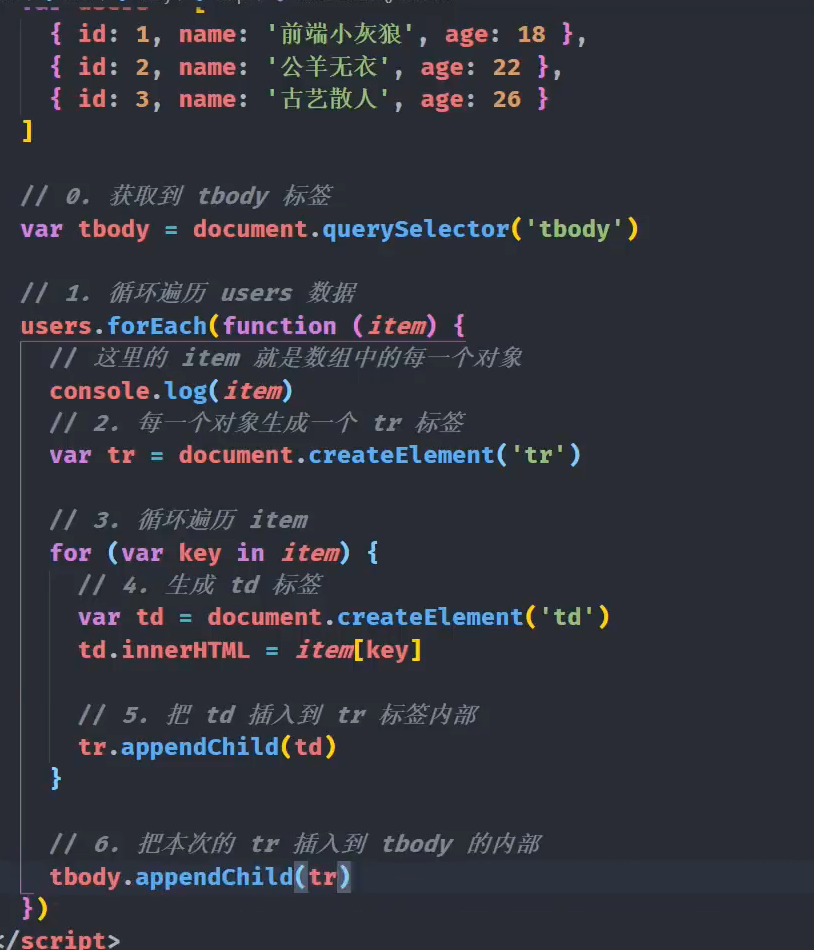 { id: 1, name: '前端小灰狼', age: 18 },
{ id: 2, name: '公羊无衣', age: 22 },
{ id: 3, name: '古艺散人', age: 26 }
]
// 0. 获取到 tbody 标签
var tbody = document.querySelector('tbody')
// 1. 循环遍历 users 数据
users.forEach(function (item) {
// 这里的 item 就是数组中的每一个对象
console.log(item)
// 2. 每一个对象生成一个 tr 标签
var tr = document.createElement('tr')
// 3. 循环遍历 item
for (var key in item) {
// 4. 生成 td 标签
var td = document.createElement('td')
td.innerHTML = item[key]
// 5. 把 td 插入到 tr 标签内部
tr.appendChild(td)
}
// 6. 把本次的 tr 插入到 tbody 的内部
tbody.appendChild(tr)
})
</script>